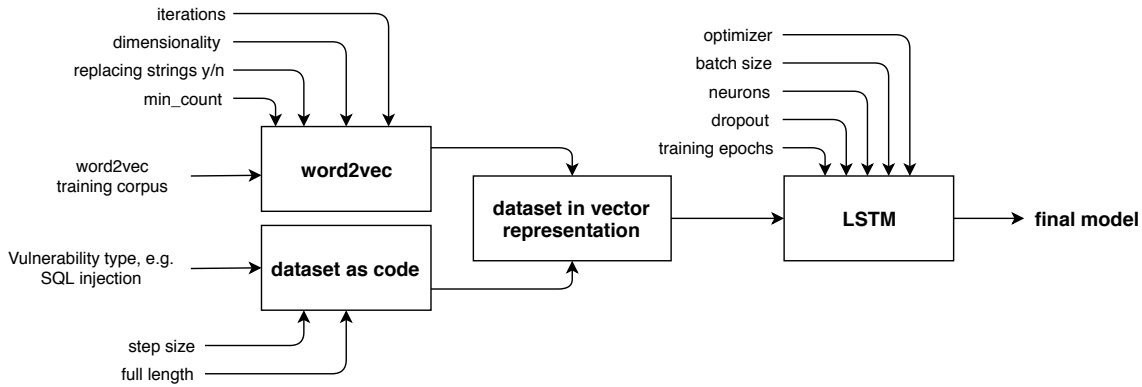 iterations
dimensionality
replacing strings y/n
min_count
word2vec
training corpus
word2vec
Vulnerability type, e.g.
SQL injection
dataset as code
step size
full length
dataset in vector
representation
optimizer
batch size
neurons
dropout
training epochs
LSTM
final model